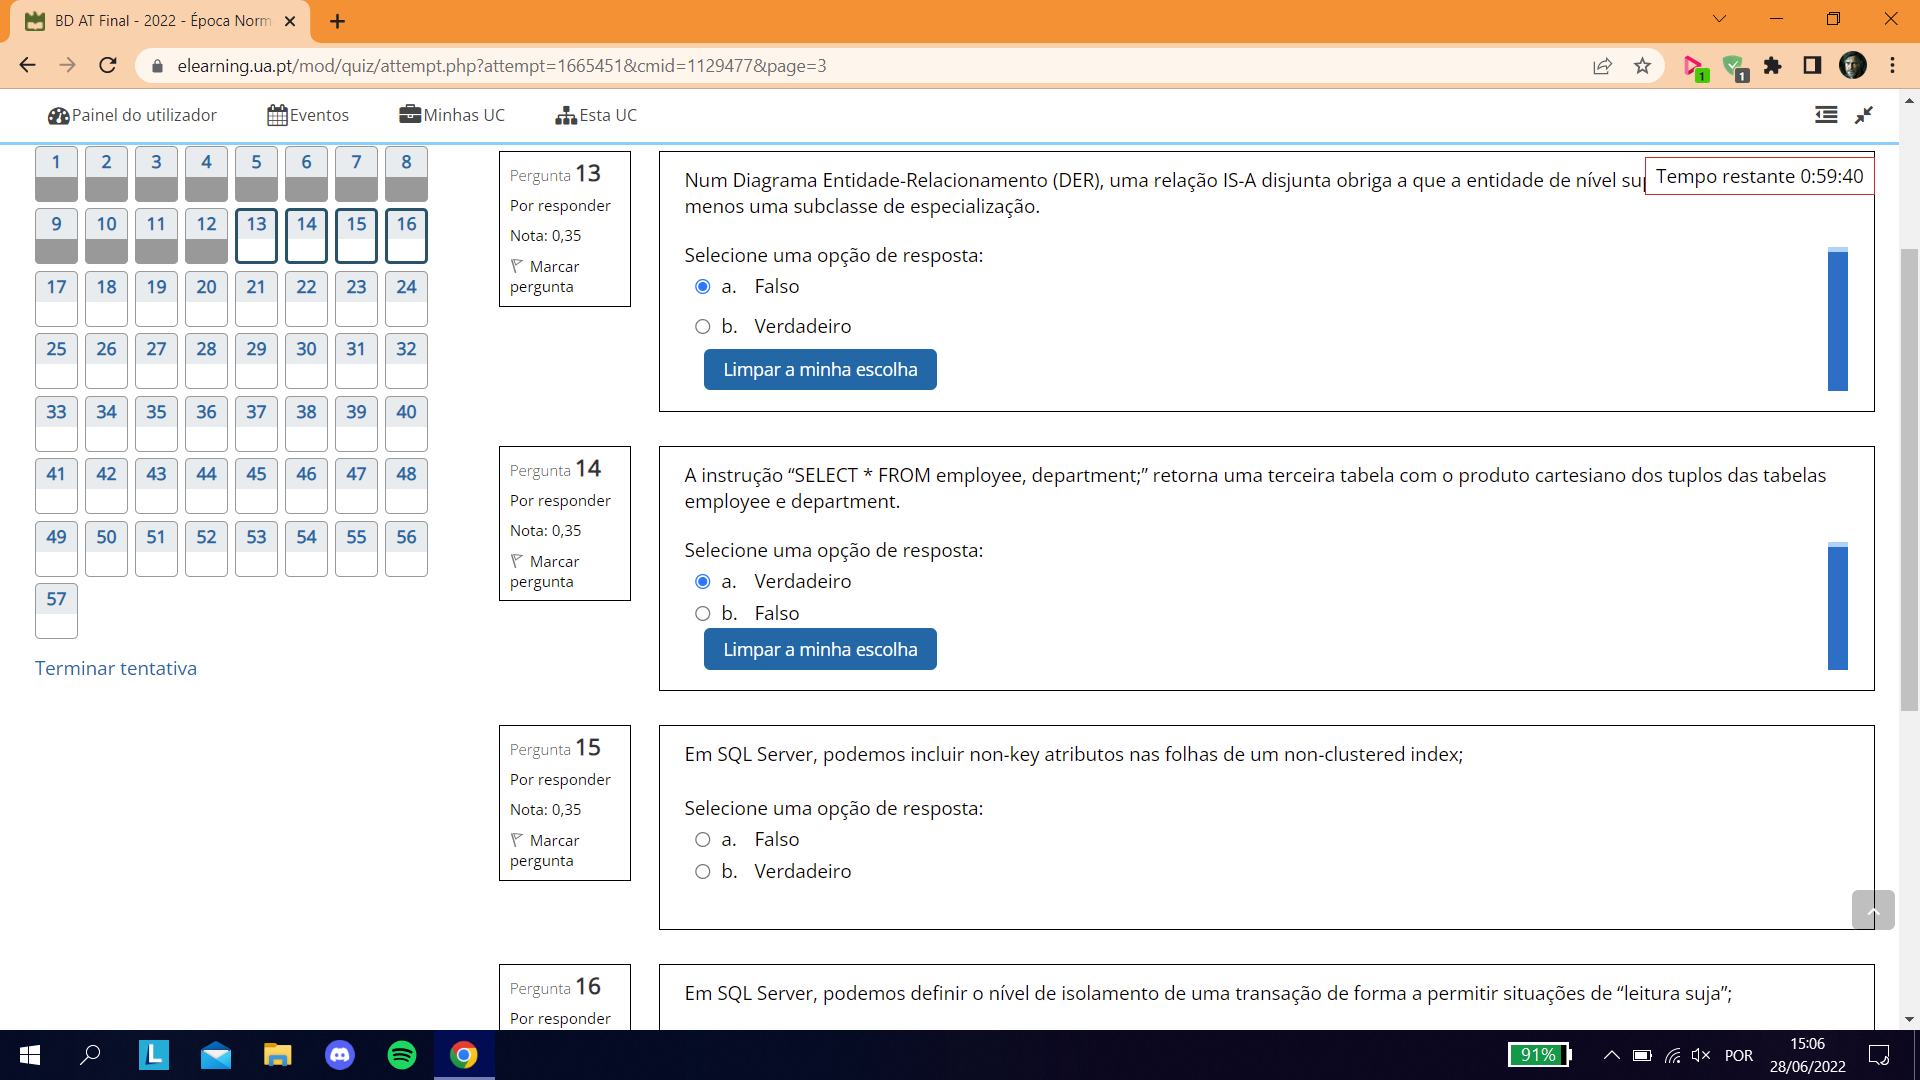 BD AT Final - 2022 - Época Norm
elearning.ua.pt/mod/quiz/attempt.php?attempt=1665451&cmid=1129477&page=3
1
1
Painel do utilizador
Eventos
Minhas UC
Esta UC
1 2 3 4 5 6 7 8
9 10 11 12 13 14 15 16
17 18 19 20 21 22 23 24
25 26 27 28 29 30 31 32
33 34 35 36 37 38 39 40
41 42 43 44 45 46 47 48
49 50 51 52 53 54 55 56
57
Terminar tentativa
Tempo restante 0:59:40
Pergunta 13
Por responder
Nota: 0,35
Marcar
pergunta
Num Diagrama Entidade-Relacionamento (DER), uma relação IS-A disjunta obriga a que a entidade de nível
menos uma subclasse de especialização.
Selecione uma opção de resposta:
a. Falso
b. Verdadeiro
Limpar a minha escolha
Pergunta 14
Por responder
Nota: 0,35
Marcar
pergunta
A instrução “SELECT * FROM employee, department;” retorna uma terceira tabela com o produto cartesiano dos tuplos das tabelas
employee e department.
Selecione uma opção de resposta:
a. Verdadeiro
b. Falso
Limpar a minha escolha
Pergunta 15
Por responder
Nota: 0,35
Marcar
pergunta
Em SQL Server, podemos incluir non-key atributos nas folhas de um non-clustered index;
Selecione uma opção de resposta:
a. Falso
b. Verdadeiro
Pergunta 16
Por responder
Em SQL Server, podemos definir o nível de isolamento de uma transação de forma a permitir situações de “leitura suja”;
L
91%
POR
15:06
28/06/2022